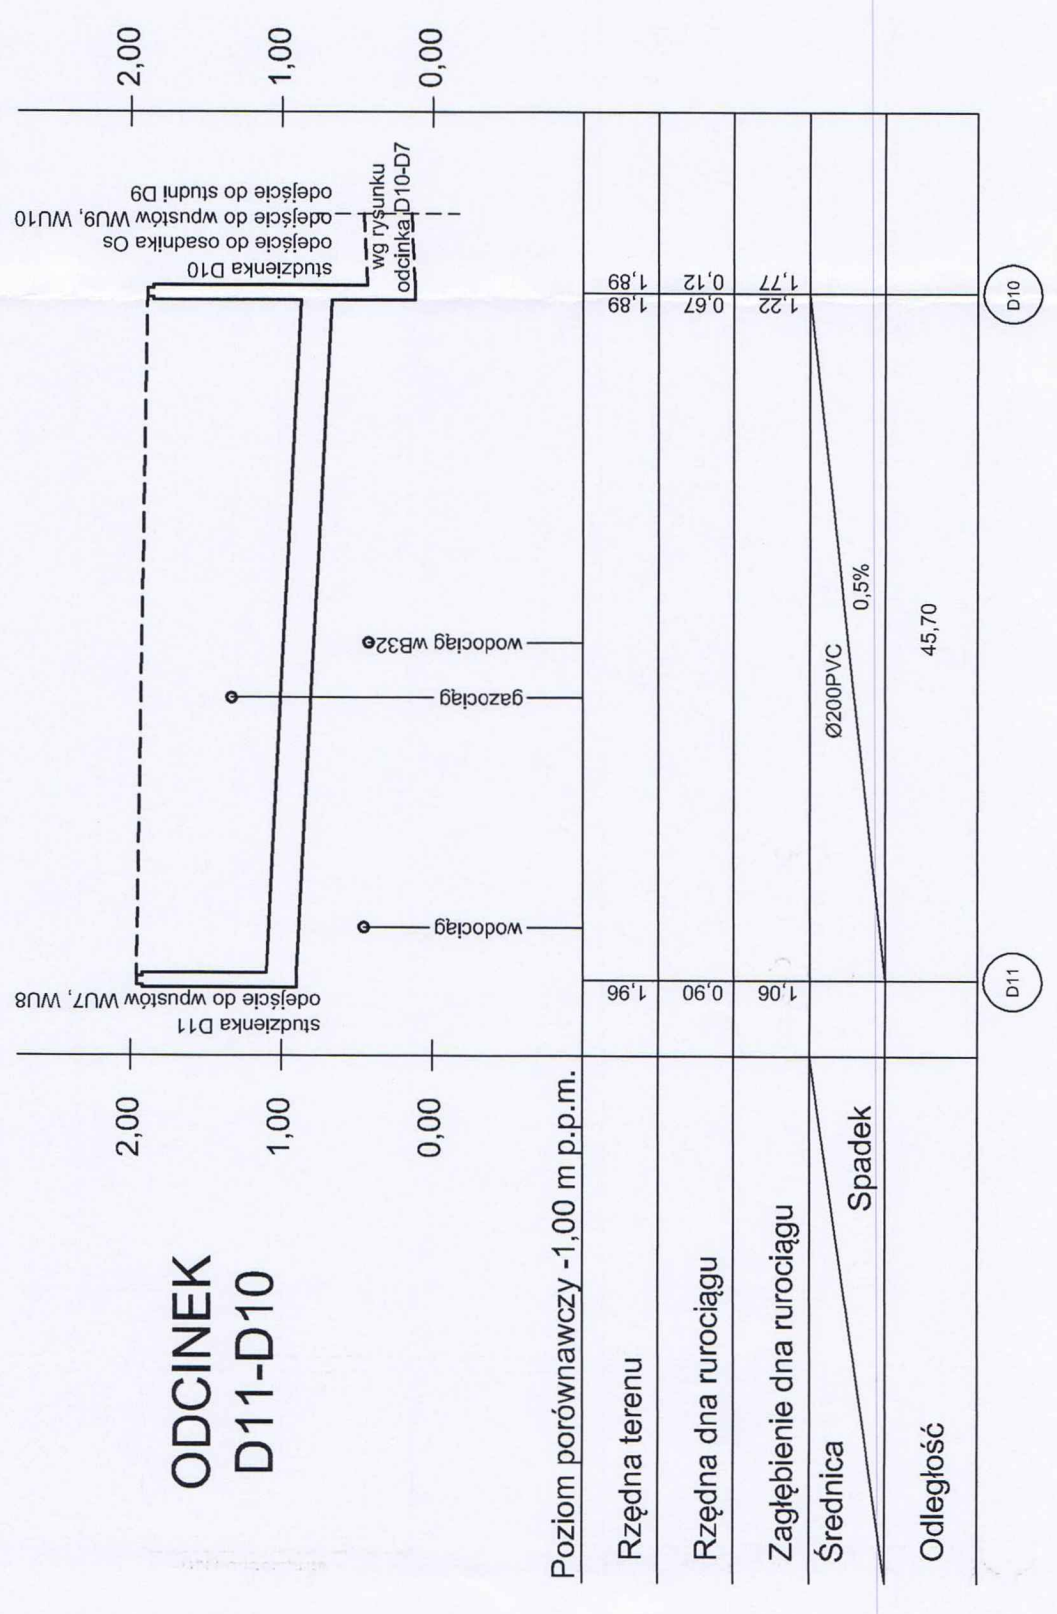 ODCINEK
D11-D10
2,00
1,00
0,00
2,00
1,00
0,00
studzienka D11
odejście do wpustów WU7, WU8
studzienka D10
odejście do osadnika Os
odejście do wpustów WU9, WU10
odejście do studni D9
wg rysunku
odcinka D10-D7
wodociąg
gazociąg
wodociąg wB32
Poziom porównawczy -1,00 m p.p.m.
Rzędna terenu
1,96
1,89
1,89
Rzędna dna rurociągu
0,90
0,67
0,12
Zagłębienie dna rurociągu
1,06
1,22
1,77
Średnica
Spadek
Ø200PVC
0,5%
Odległość
45,70
D11
D10